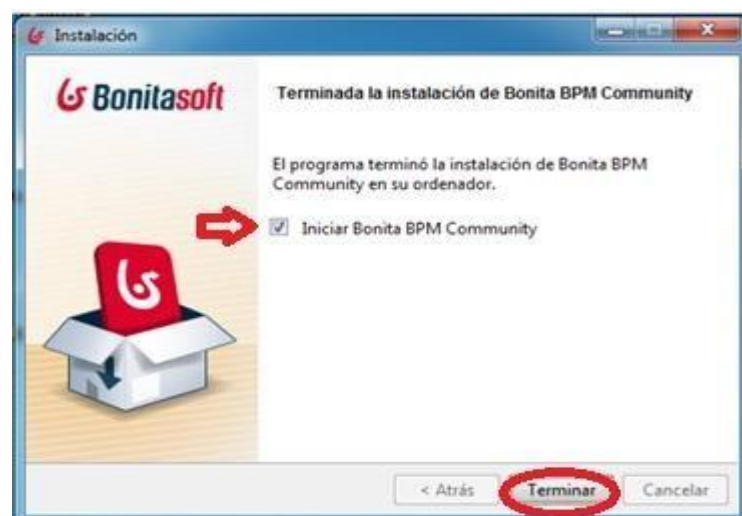 Instalación
Bonitasoft
Terminada la instalación de Bonita BPM Community
El programa terminó la instalación de Bonita BPM
Community en su ordenador.
Iniciar Bonita BPM Community
< Atrás Terminar Cancelar